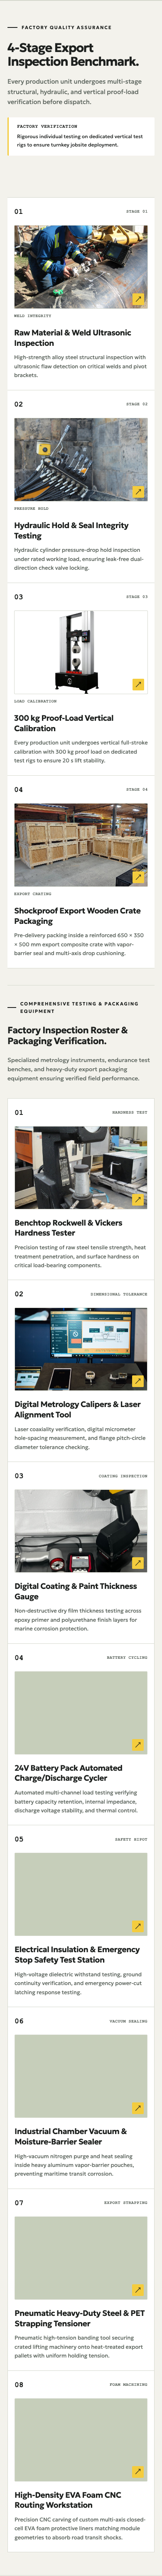 FACTORY QUALITY ASSURANCE
4-Stage Export
Inspection Benchmark.
Every production unit undergoes multi-stage
structural, hydraulic, and vertical proof-load
verification before dispatch.
FACTORY VERIFICATION
Rigorous individual testing on dedicated vertical test
rigs to ensure turnkey jobsite deployment.
01
STAGE 01
WELD INTEGRITY
Raw Material & Weld Ultrasonic
Inspection
High-strength alloy steel structural inspection with
ultrasonic flaw detection on critical welds and pivot
brackets.
02
STAGE 02
PRESSURE HOLD
Hydraulic Hold & Seal Integrity
Testing
Hydraulic cylinder pressure-drop hold inspection
under rated working load, ensuring leak-free dual-
direction check valve locking.
03
STAGE 03
LOAD CALIBRATION
300 kg Proof-Load Vertical
Calibration
Every production unit undergoes vertical full-stroke
calibration with 300 kg proof load on dedicated
test rigs to ensure 20 s lift stability.
04
STAGE 04
EXPORT CRATING
Shockproof Export Wooden Crate
Packaging
Pre-delivery packing inside a reinforced 650 × 350
× 500 mm export composite crate with vapor-
barrier seal and multi-axis drop cushioning.
COMPREHENSIVE TESTING & PACKAGING
EQUIPMENT
Factory Inspection Roster &
Packaging Verification.
Specialized metrology instruments, endurance test
benches, and heavy-duty export packaging
equipment ensuring verified field performance.
01
HARDNESS TEST
Benchtop Rockwell & Vickers
Hardness Tester
Precision testing of raw steel tensile strength, heat
treatment penetration, and surface hardness on
critical load-bearing components.
02
DIMENSIONAL TOLERANCE
Digital Metrology Calipers & Laser
Alignment Tool
Laser coaxiality verification, digital micrometer
hole-spacing measurement, and flange pitch-circle
diameter tolerance checking.
03
COATING INSPECTION
Digital Coating & Paint Thickness
Gauge
Non-destructive dry film thickness testing across
epoxy primer and polyurethane finish layers for
marine corrosion protection.
04
BATTERY CYCLING
24V Battery Pack Automated
Charge/Discharge Cycler
Automated multi-channel load testing verifying
battery capacity retention, internal impedance,
discharge voltage stability, and thermal control.
05
SAFETY HIPOT
Electrical Insulation & Emergency
Stop Safety Test Station
High-voltage dielectric withstand testing, ground
continuity verification, and emergency power-cut
latching response testing.
06
VACUUM SEALING
Industrial Chamber Vacuum &
Moisture-Barrier Sealer
High-vacuum nitrogen purge and heat sealing
inside heavy aluminum vapor-barrier pouches,
preventing maritime transit corrosion.
07
EXPORT STRAPPING
Pneumatic Heavy-Duty Steel & PET
Strapping Tensioner
Pneumatic high-tension banding tool securing
crated lifting machinery onto heat-treated export
pallets with uniform holding tension.
08
FOAM MACHINING
High-Density EVA Foam CNC
Routing Workstation
Precision CNC carving of custom multi-axis closed-
cell EVA foam protective liners matching module
geometries to absorb road transit shocks.